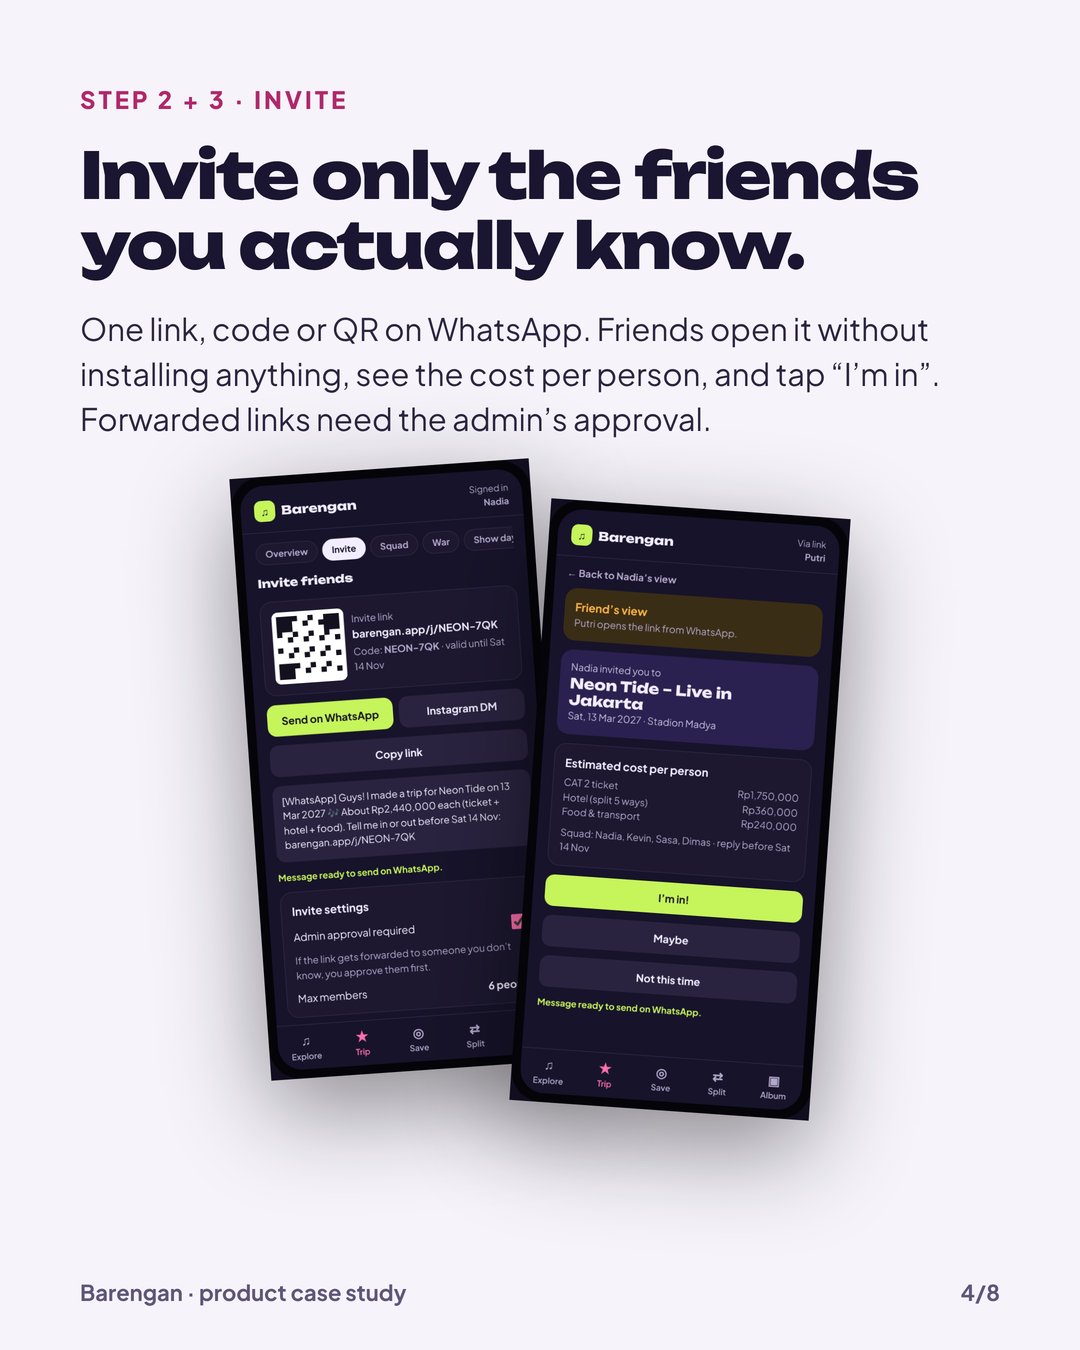 STEP 2 + 3 · INVITE
Invite only the friends
you actually know.
One link, code or QR on WhatsApp. Friends open it without
installing anything, see the cost per person, and tap “I’m in”.
Forwarded links need the admin’s approval.
Barengan
Signed in
Nadia
Overview
Invite
Squad
War
Show day
Invite friends
Invite link
barengan.app/j/NEON-7QK
Code: NEON-7QK · valid until Sat
14 Nov
Send on WhatsApp
Instagram DM
Copy link
[WhatsApp] Guys! I made a trip for Neon Tide on 13
Mar 2027 🎶 About Rp2,440,000 each (ticket +
hotel + food). Tell me in or out before Sat 14 Nov:
barengan.app/j/NEON-7QK
Message ready to send on WhatsApp.
Invite settings
Admin approval required
If the link gets forwarded to someone you don’t
know, you approve them first.
Max members
6 peo
Explore
Trip
Save
Split
Barengan
Via link
Putri
← Back to Nadia’s view
Friend’s view
Putri opens the link from WhatsApp.
Nadia invited you to
Neon Tide – Live in
Jakarta
Sat, 13 Mar 2027 · Stadion Madya
Estimated cost per person
CAT 2 ticket Rp1,750,000
Hotel (split 5 ways) Rp360,000
Food & transport Rp240,000
Squad: Nadia, Kevin, Sasa, Dimas · reply before Sat
14 Nov
I’m in!
Maybe
Not this time
Message ready to send on WhatsApp.
Explore
Trip
Save
Split
Album
Barengan · product case study
4/8